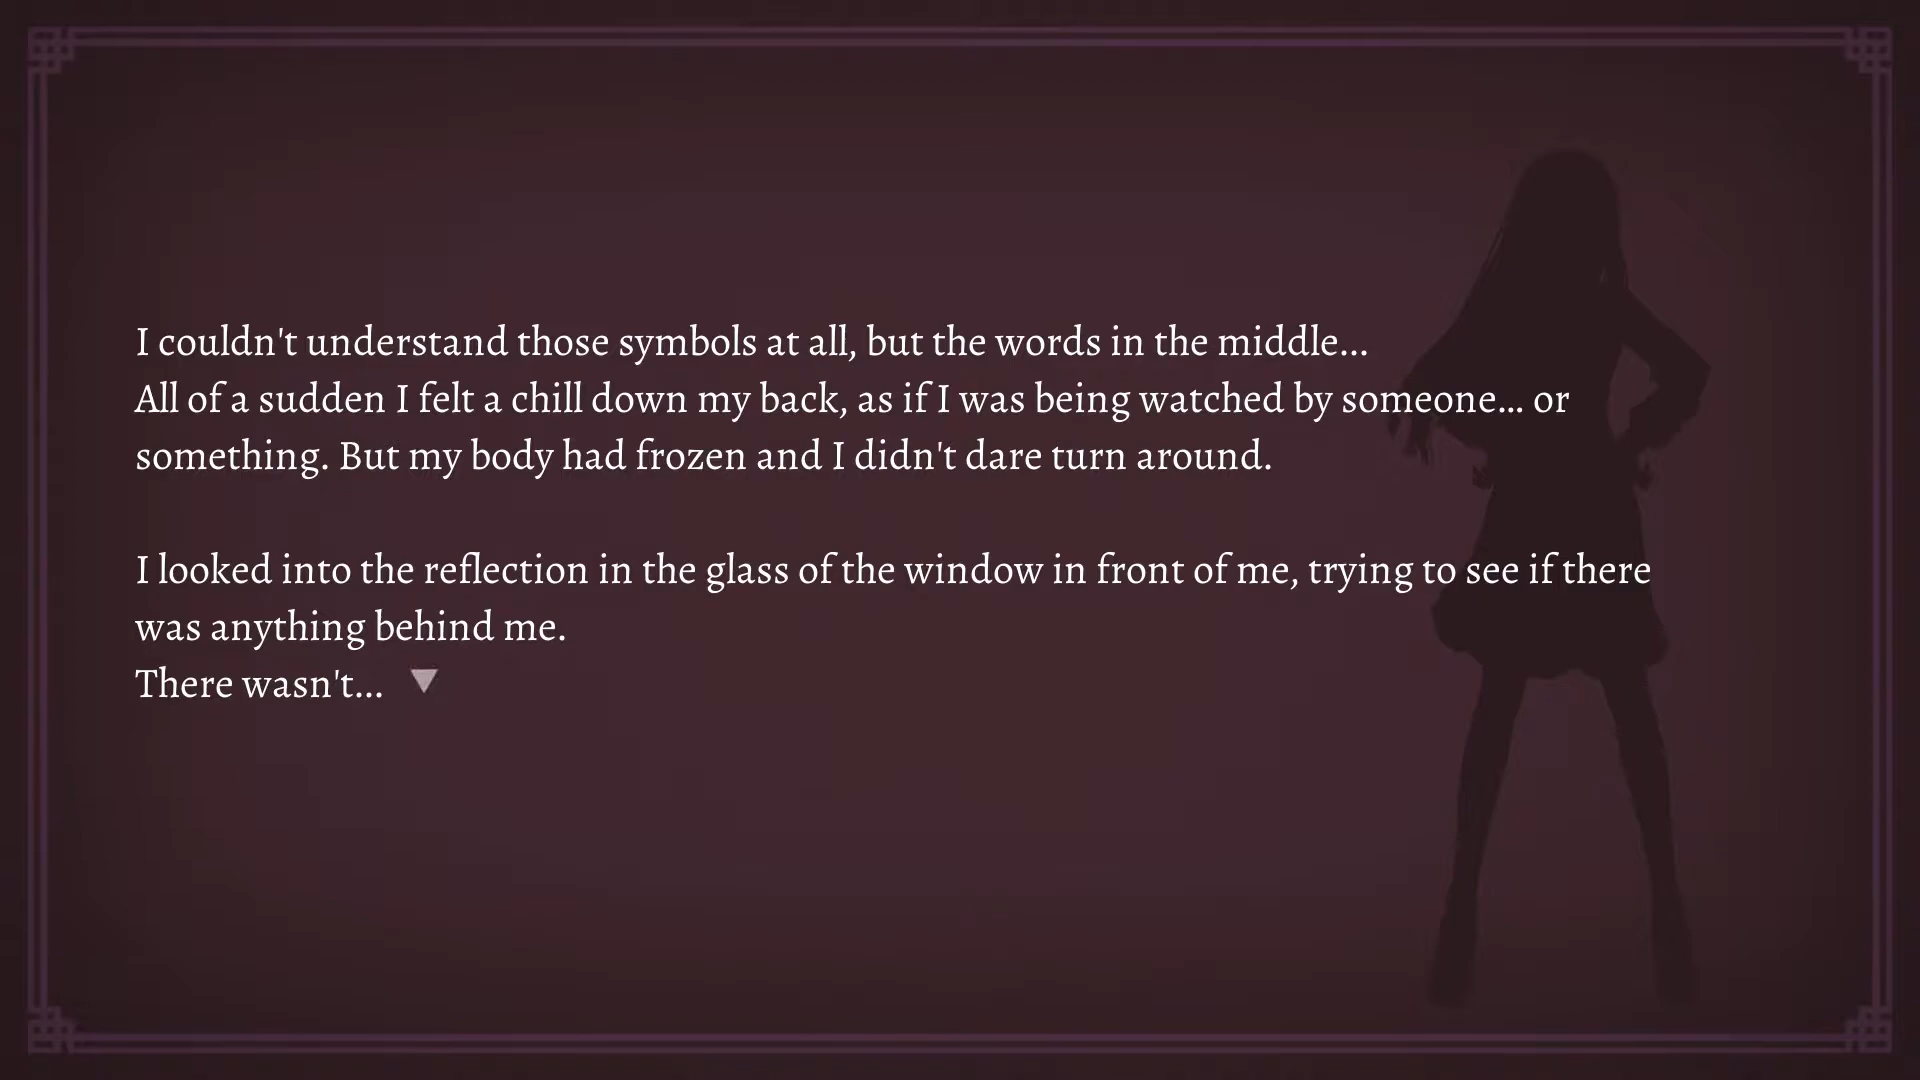 I couldn't understand those symbols at all, but the words in the middle...
All of a sudden I felt a chill down my back, as if I was being watched by someone... or
something. But my body had frozen and I didn't dare turn around.
I looked into the reflection in the glass of the window in front of me, trying to see if there
was anything behind me.
There wasn't...